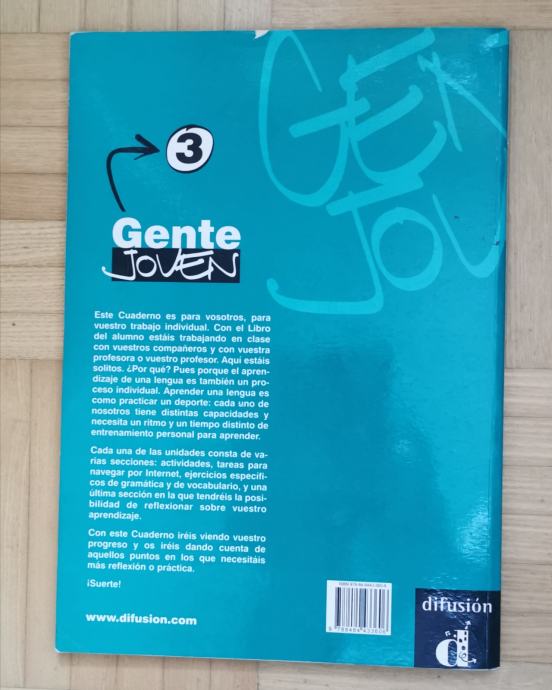 GEN
JOV
3
Gente
JOVEN
Este Cuaderno es para vosotros, para
vuestro trabajo individual. Con el Libro
del alumno estáis trabajando en clase
con vuestros compañeros y con vuestra
profesora o vuestro profesor. Aquí estáis
solitos. ¿Por qué? Pues porque el apren-
dizaje de una lengua es también un pro-
ceso individual. Aprender una lengua es
como practicar un deporte: cada uno de
nosotros tiene distintas capacidades y
necesita un ritmo y un tiempo distinto de
entrenamiento personal para aprender.
Cada una de las unidades consta de va-
rias secciones: actividades, tareas para
navegar por Internet, ejercicios específi-
cos de gramática y de vocabulario, y una
última sección en la que tendréis la posi-
bilidad de reflexionar sobre vuestro
aprendizaje.
Con este Cuaderno iréis viendo vuestro
progreso y os iréis dando cuenta de
aquellos puntos en los que necesitáis
más reflexión o práctica.
¡Suerte!
www.difusion.com
difusión
d